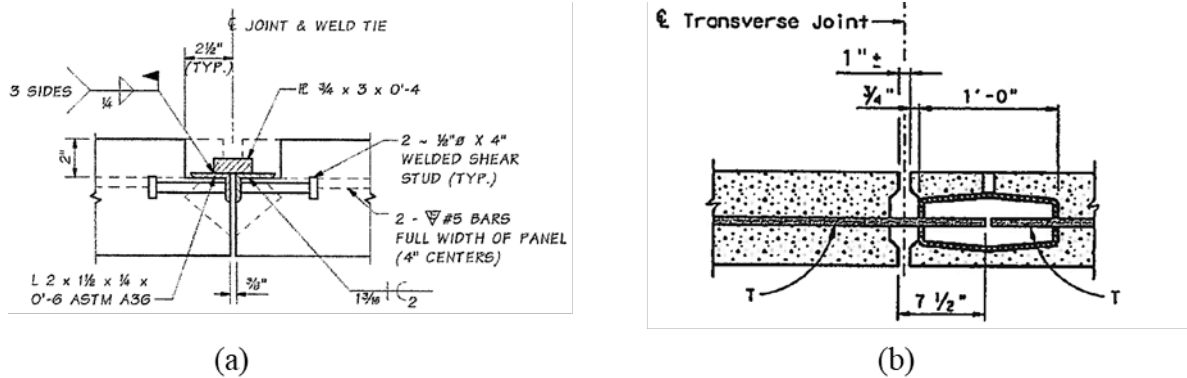 ℄ JOINT & WELD TIE
2½"
(TYP.)
3 SIDES
¼
℄ ¾ x 3 x 0'-4
2"
2 ~ ½"ø X 4"
WELDED SHEAR
STUD (TYP.)
2 - #5 BARS
FULL WIDTH OF PANEL
(4" CENTERS)
L 2 x 1½ x ¼ x
0'-6 ASTM A36
⅜"
1 3/16
2
(a)
℄ Transverse Joint
1"±
¾"
1'-0"
T
7 1/2"
T
(b)